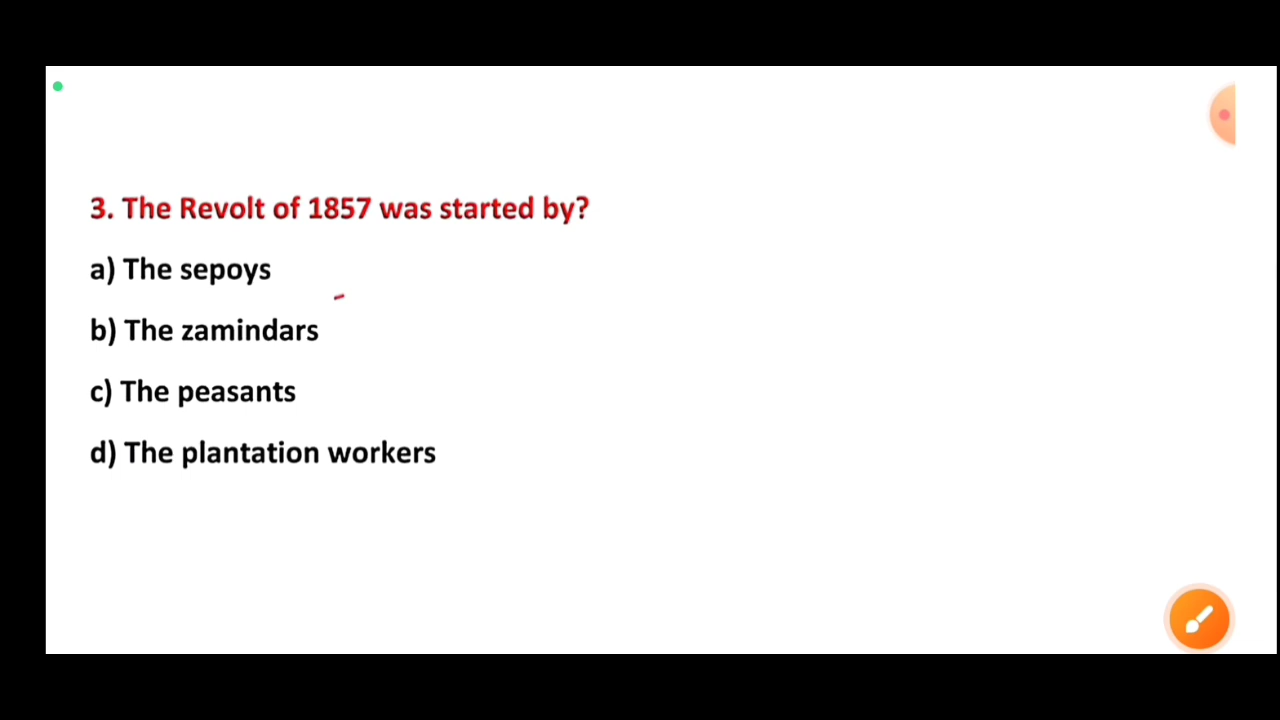 3. The Revolt of 1857 was started by?
a) The sepoys
b) The zamindars
c) The peasants
d) The plantation workers